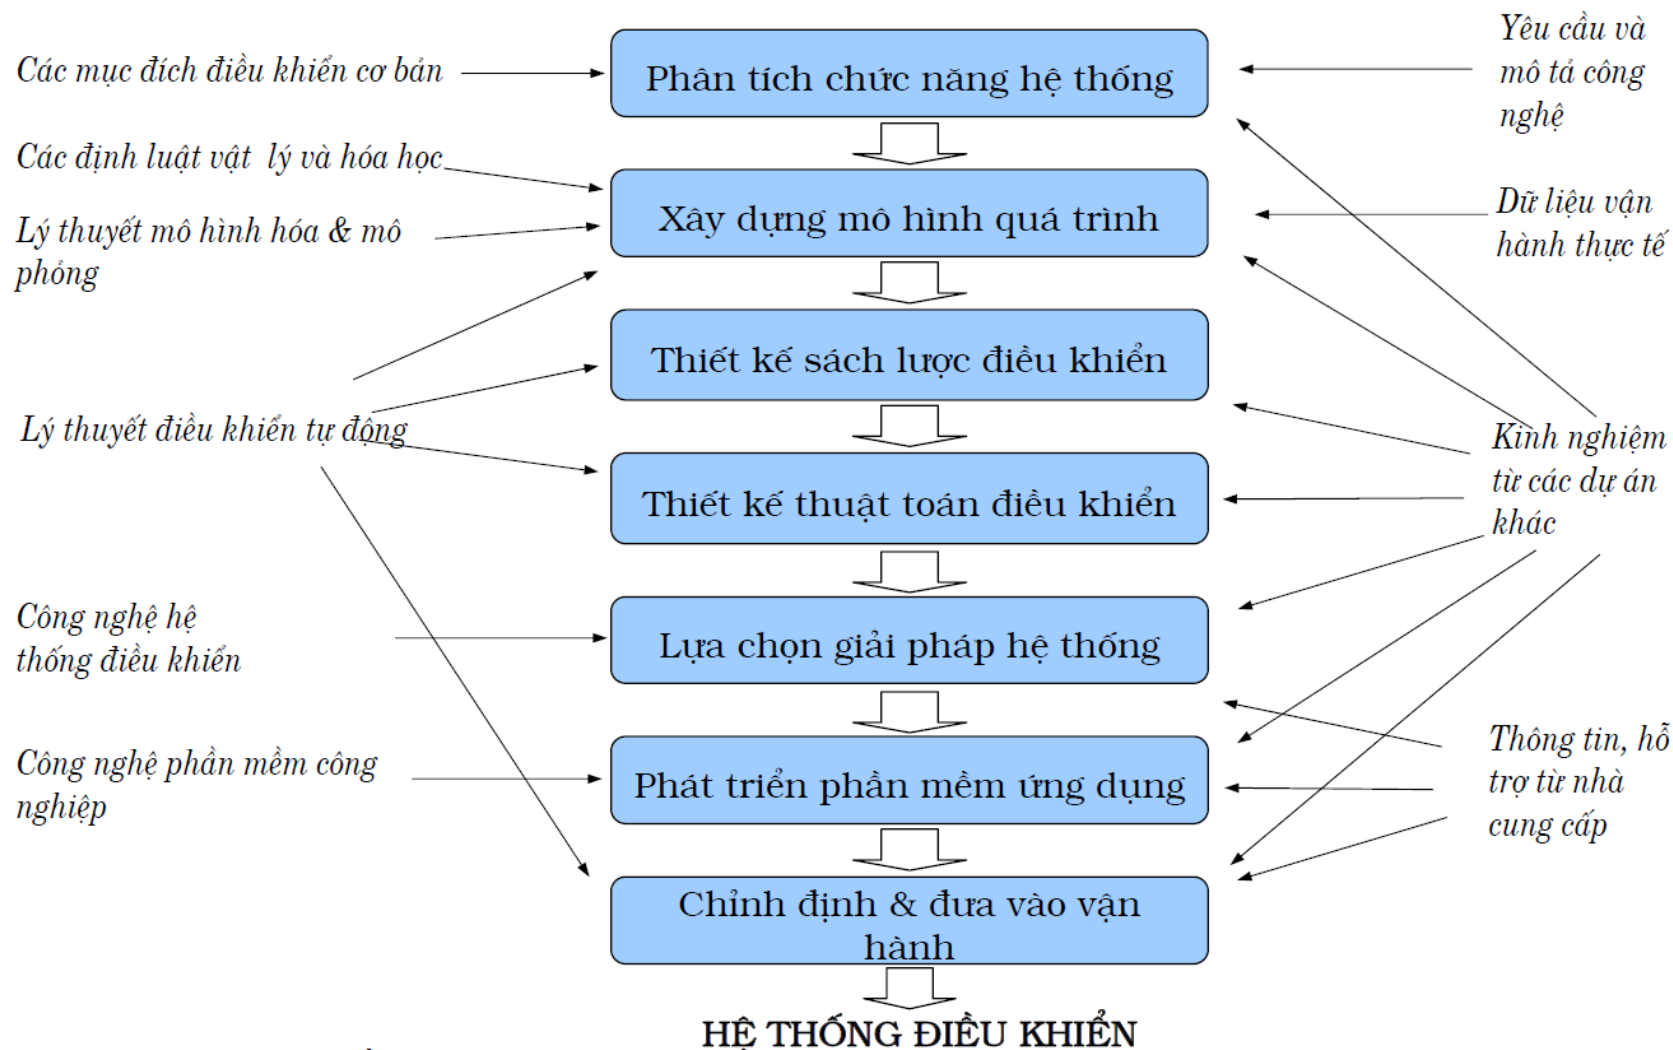 Các mục đích điều khiển cơ bản
Phân tích chức năng hệ thống
Yêu cầu và
mô tả công
nghệ
Các định luật vật lý và hóa học
Lý thuyết mô hình hóa & mô
phỏng
Xây dựng mô hình quá trình
Dữ liệu vận
hành thực tế
Thiết kế sách lược điều khiển
Lý thuyết điều khiển tự động
Thiết kế thuật toán điều khiển
Kinh nghiệm
từ các dự án
khác
Công nghệ hệ
thống điều khiển
Lựa chọn giải pháp hệ thống
Công nghệ phần mềm công
nghiệp
Phát triển phần mềm ứng dụng
Thông tin, hỗ
trợ từ nhà
cung cấp
Chỉnh định & đưa vào vận
hành
HỆ THỐNG ĐIỀU KHIỂN